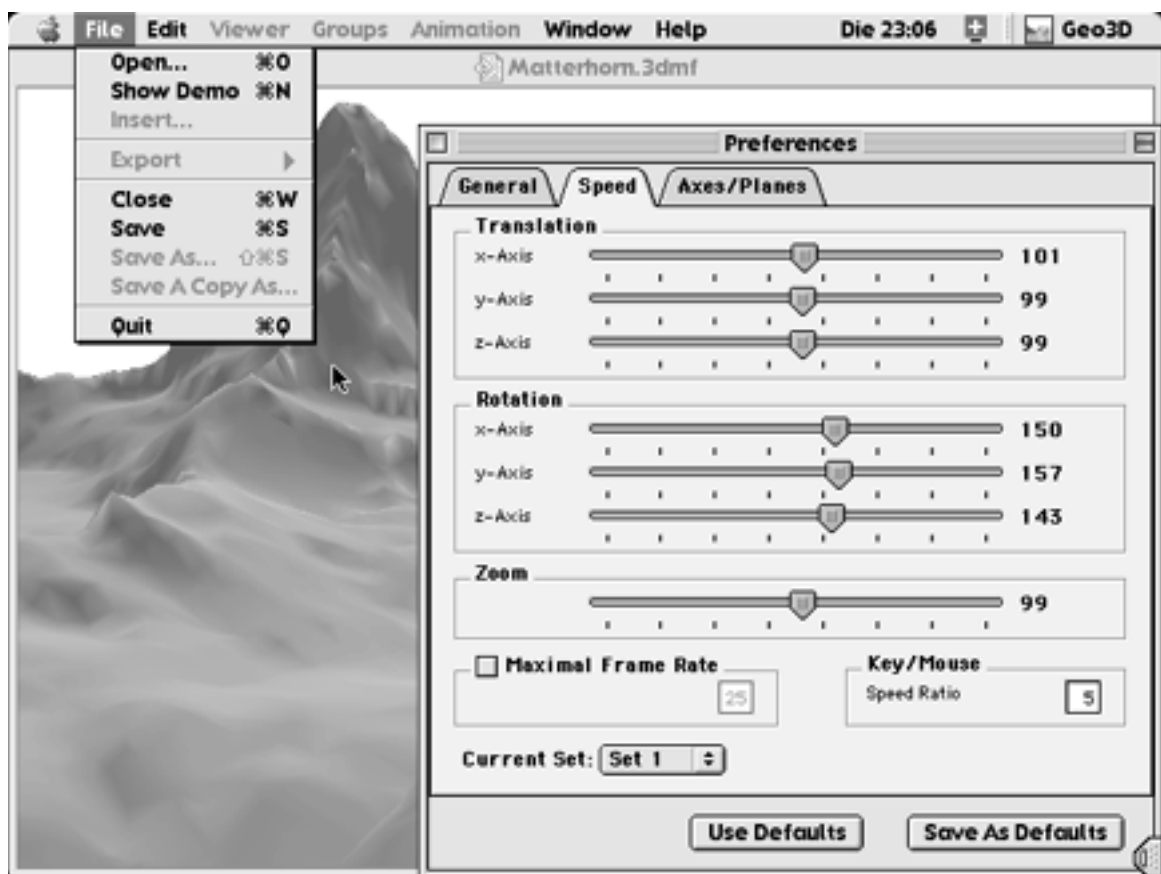 File Edit Viewer Groups Animation Window Help Die 23:06 Geo3D
Matterhorn.3dmf
Open... ⌘O
Show Demo ⌘N
Insert...
Export
Close ⌘W
Save ⌘S
Save As... ⇧⌘S
Save A Copy As...
Quit ⌘Q
Preferences
General Speed Axes/Planes
Translation
x-Axis 101
y-Axis 99
z-Axis 99
Rotation
x-Axis 150
y-Axis 157
z-Axis 143
Zoom
99
Maximal Frame Rate
25
Key/Mouse
Speed Ratio 5
Current Set: Set 1
Use Defaults Save As Defaults